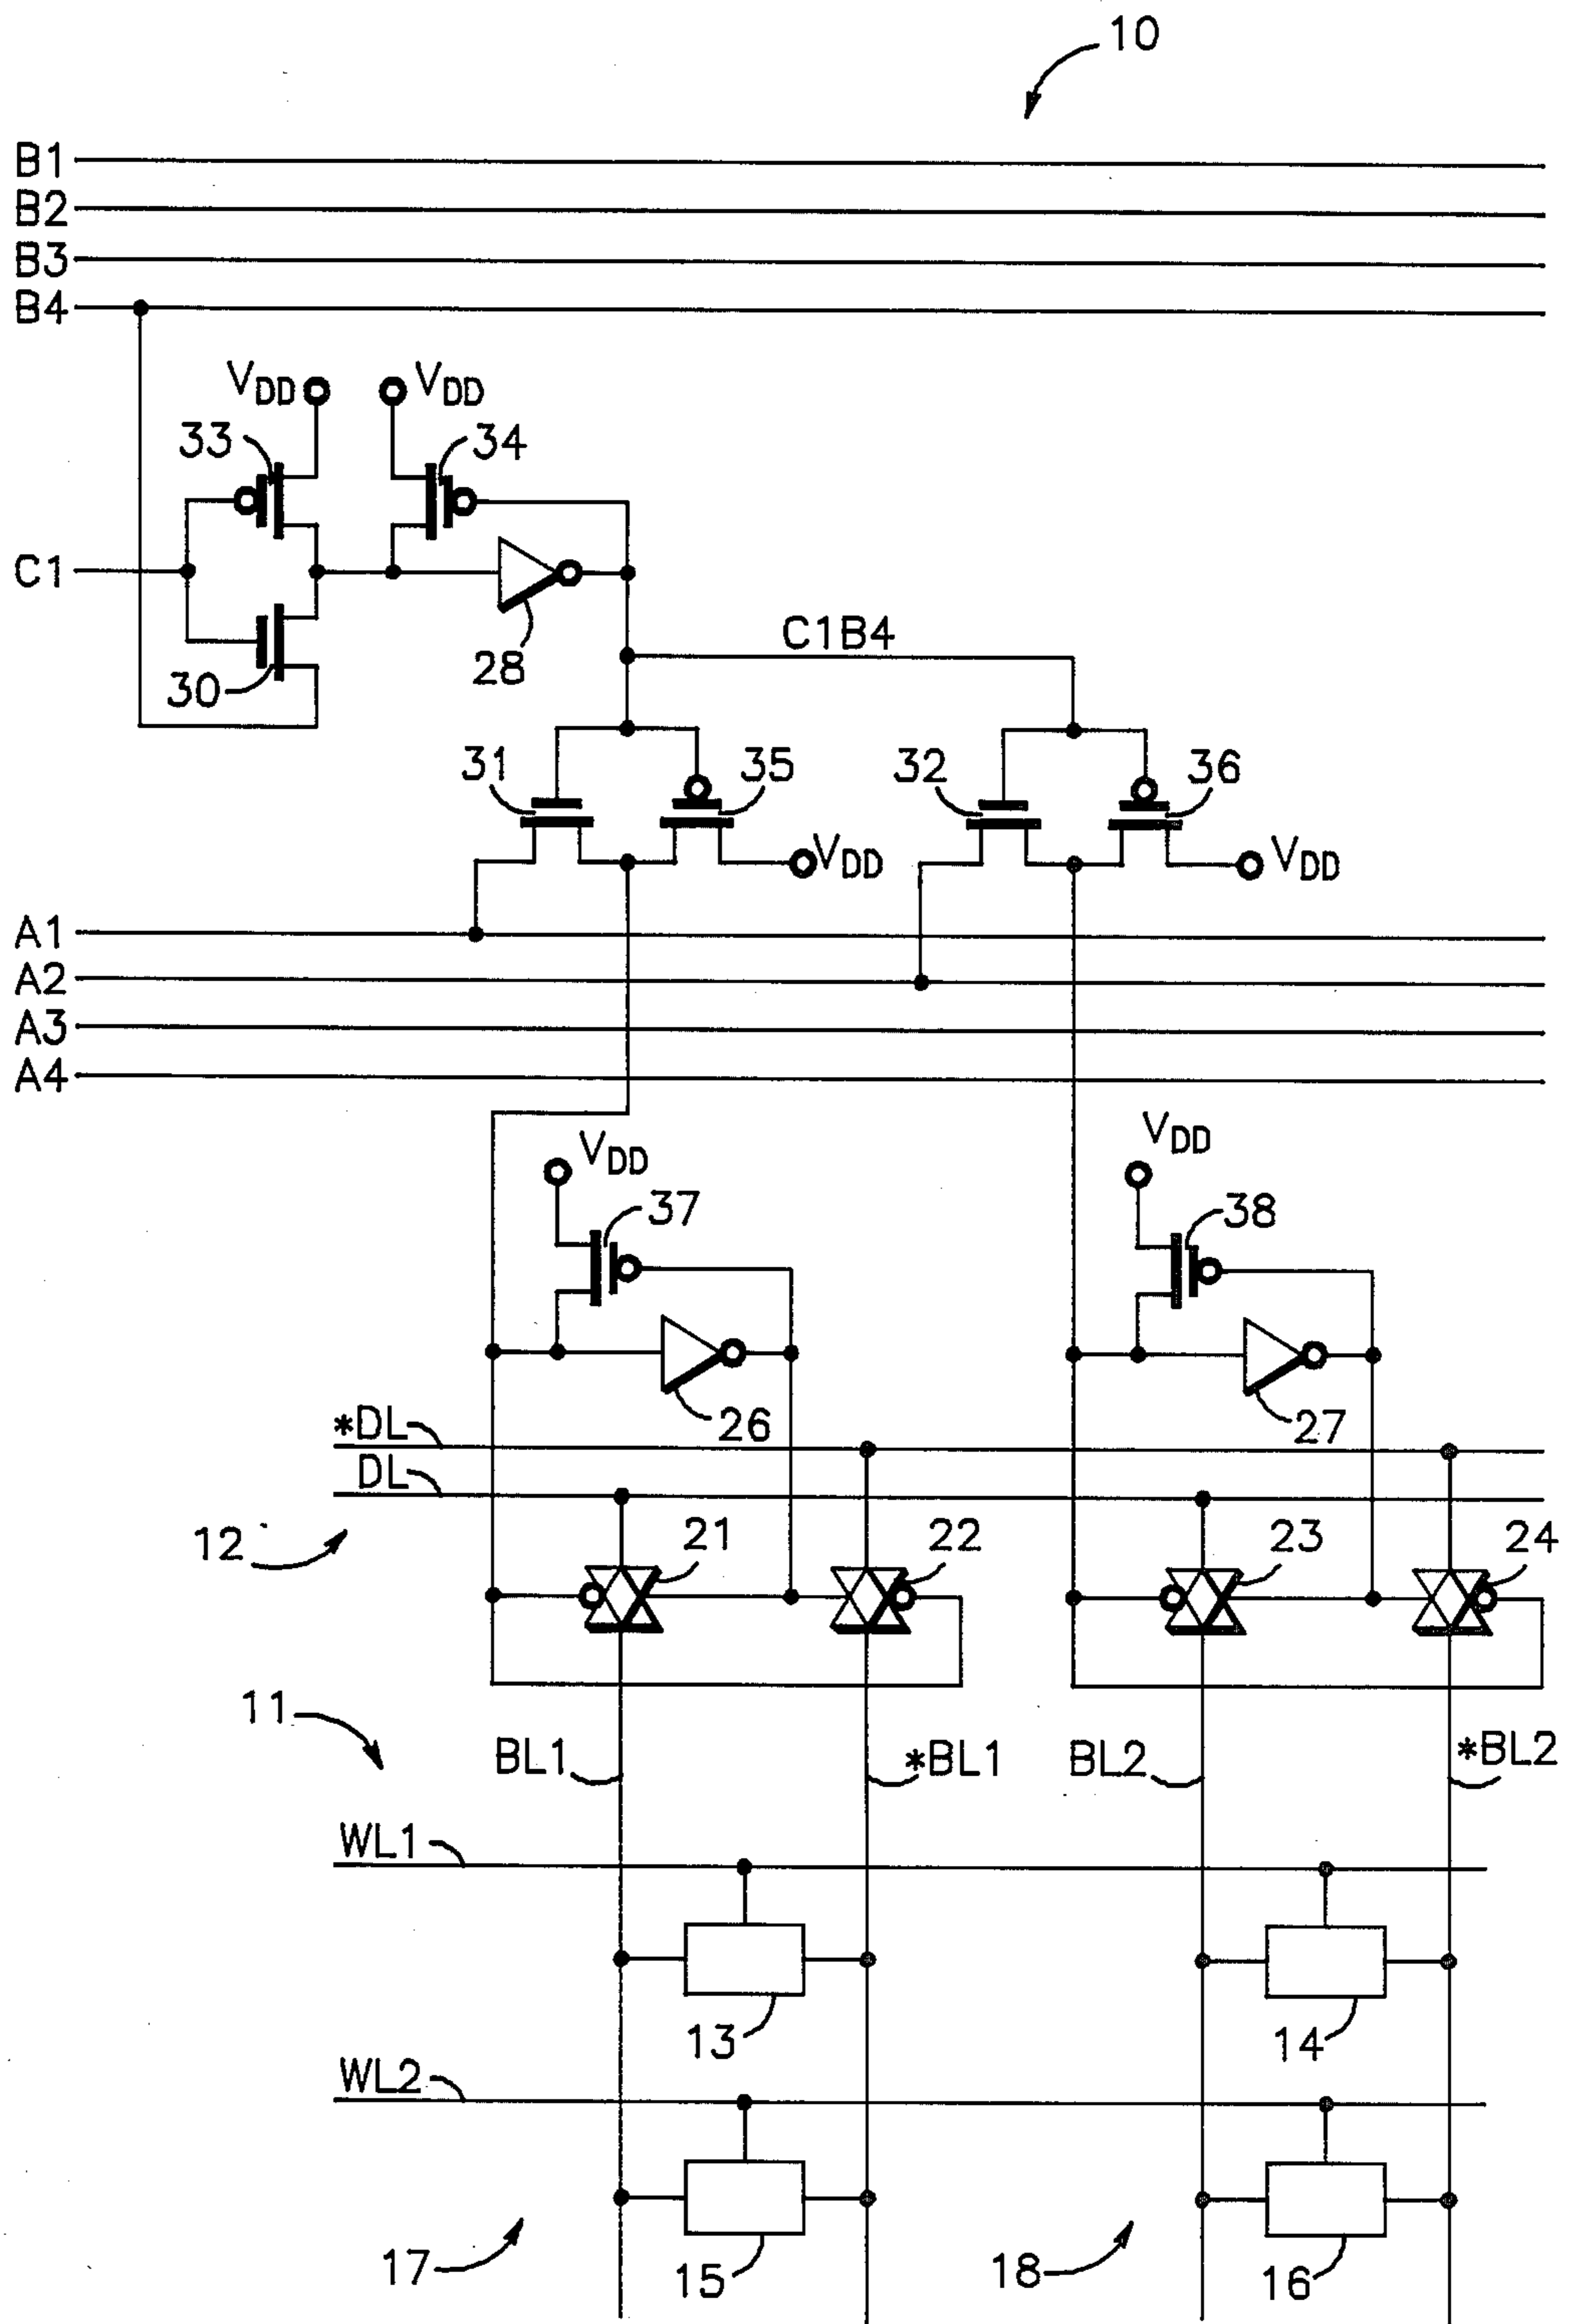 10
B1
B2
B3
B4
VDD
VDD
33
34
C1
28
30
C1B4
31
35
32
36
VDD
VDD
A1
A2
A3
A4
VDD
VDD
37
38
26
27
*DL
DL
12
21
22
23
24
11
BL1
*BL1
BL2
*BL2
WL1
13
14
WL2
17
15
18
16